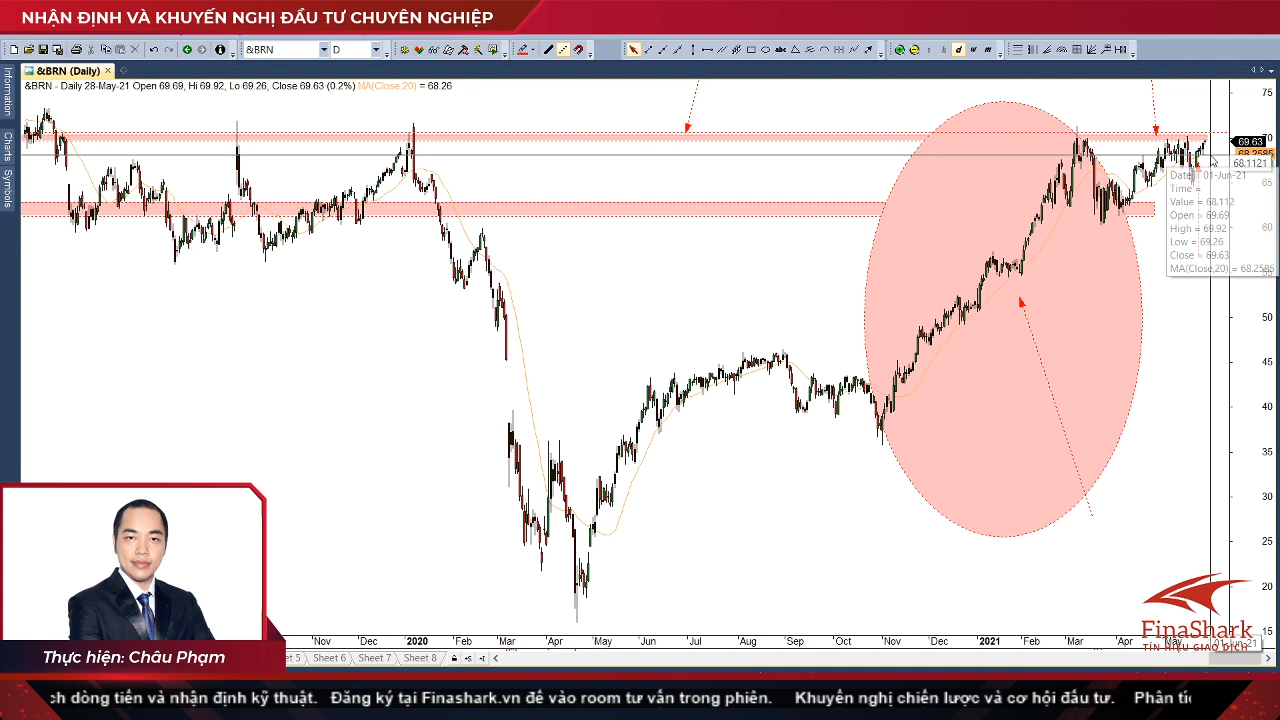 NHẬN ĐỊNH VÀ KHUYẾN NGHỊ ĐẦU TƯ CHUYÊN NGHIỆP
&BRN D
&BRN (Daily)
Information
Charts
Symbols
&BRN - Daily 28-May-21 Open 69.69, Hi 69.92, Lo 69.26, Close 69.63 (0.2%) MA(Close,20) = 68.26
75
70
69.63
68.2585
68.1121
65
60
55
50
45
40
35
30
25
20
15
Date = 01-Jun-21
Time =
Value = 68.112
Open = 69.69
High = 69.92
Low = 69.26
Close = 69.63
MA(Close,20) = 68.2585
Nov Dec 2020 Feb Mar Apr May Jun Jul Aug Sep Oct Nov Dec 2021 Feb Mar Apr May 01-Jun-21
Sheet 6 Sheet 7 Sheet 8
FinaShark
TÍN HIỆU GIAO DỊCH
Thực hiện: Châu Phạm
ch dòng tiền và nhận định kỹ thuật. Đăng ký tại Finashark.vn để vào room tư vấn trong phiên. Khuyến nghị chiến lược và cơ hội đầu tư. Phân tíc